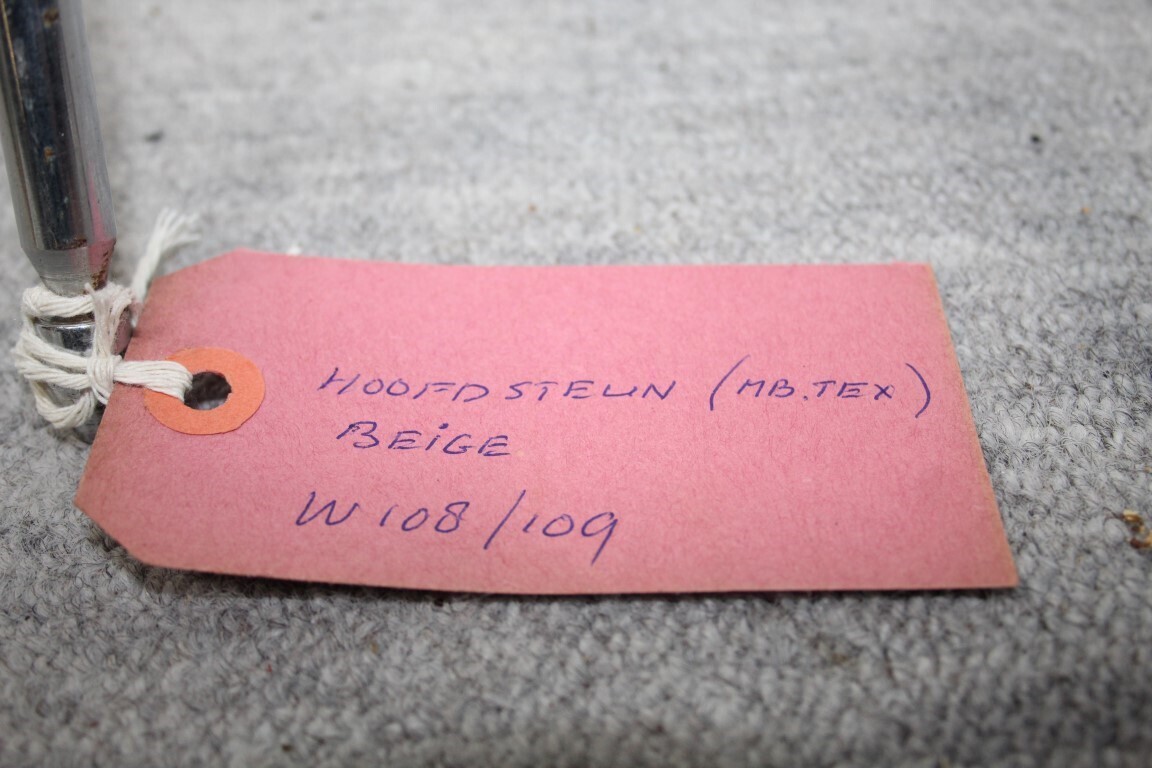 HOOFDSTEUN (MB.TEX)
BEIGE
W108/109